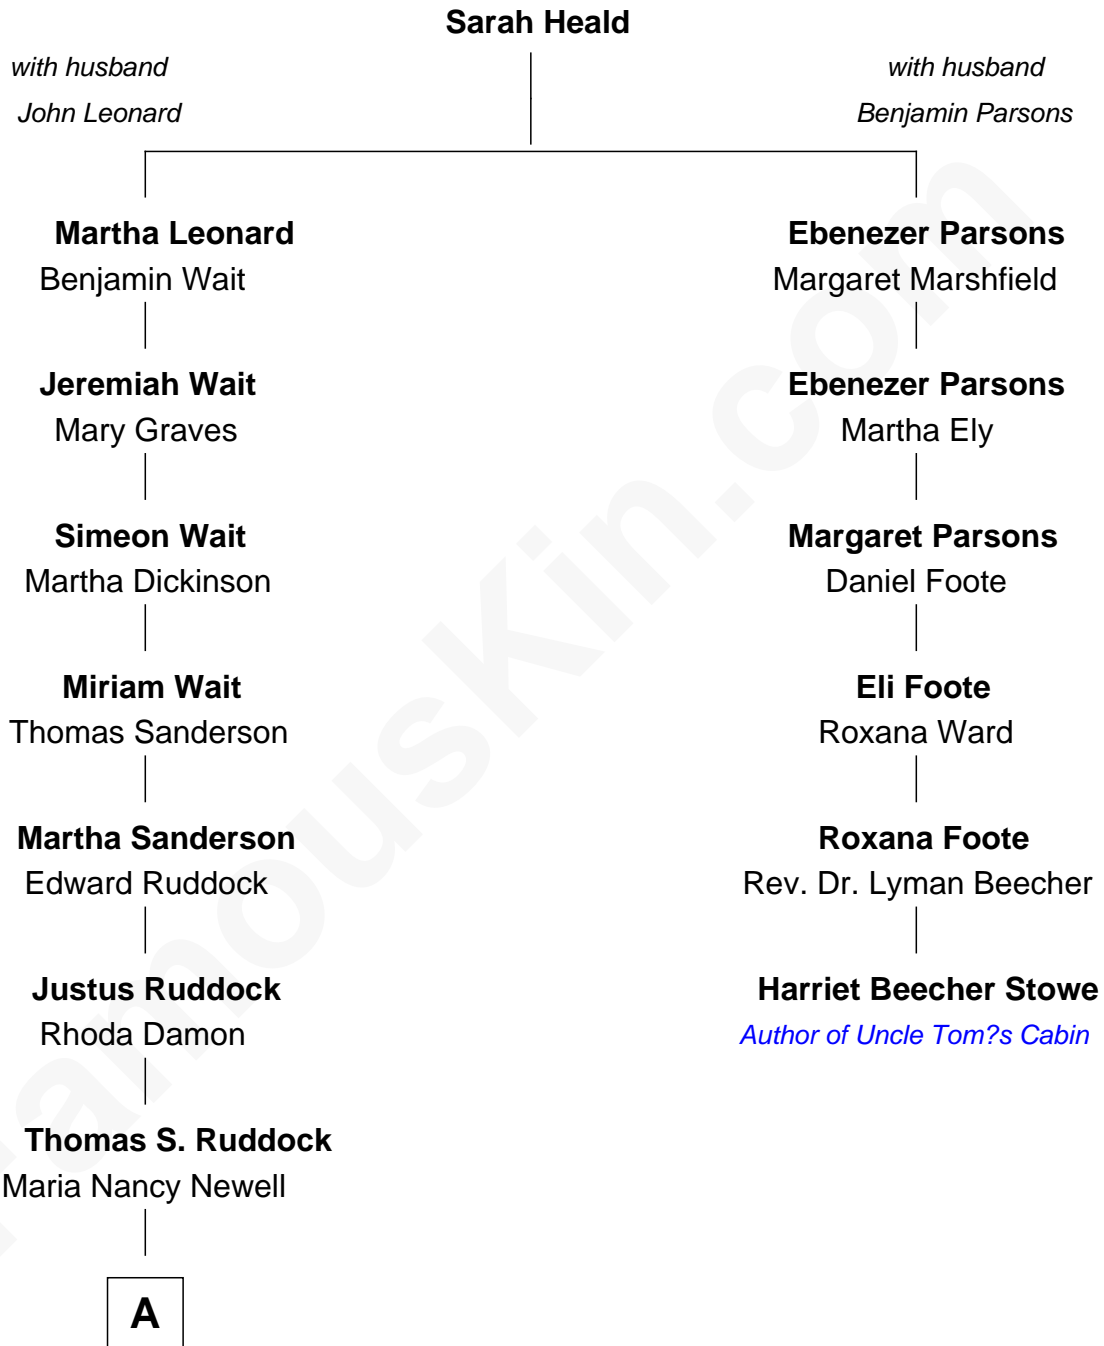 Sarah Heald
with husband
John Leonard
with husband
Benjamin Parsons
Martha Leonard
Benjamin Wait
Ebenezer Parsons
Margaret Marshfield
Jeremiah Wait
Mary Graves
Ebenezer Parsons
Martha Ely
Simeon Wait
Martha Dickinson
Margaret Parsons
Daniel Foote
Miriam Wait
Thomas Sanderson
Eli Foote
Roxana Ward
Martha Sanderson
Edward Ruddock
Roxana Foote
Rev. Dr. Lyman Beecher
Justus Ruddock
Rhoda Damon
Harriet Beecher Stowe
Author of Uncle Tom?s Cabin
Thomas S. Ruddock
Maria Nancy Newell
A
FamousKin.com